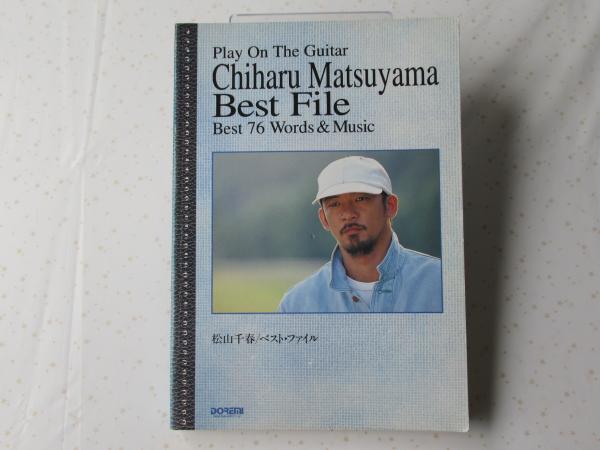 Play On The Guitar
Chiharu Matsuyama
Best File
Best 76 Words & Music
松山千春/ベスト・ファイル
DOREMI